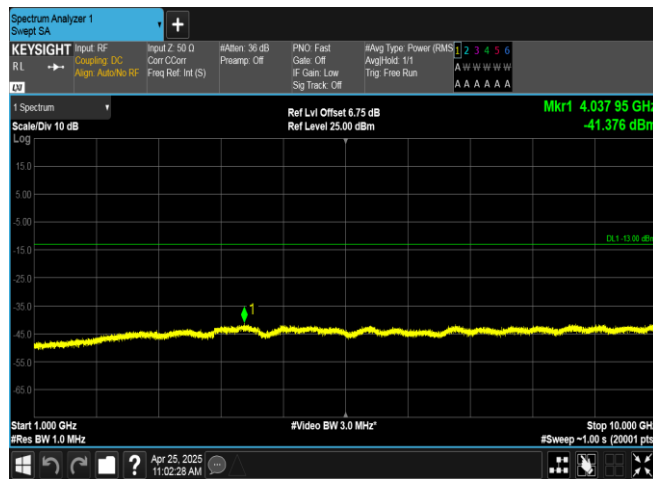 Spectrum Analyzer 1
Swept SA
+
KEYSIGHT
RL
LXI
Input: RF
Coupling: DC
Align: Auto/No RF
Input Z: 50 Ω
Corr CCorr
Freq Ref: Int (S)
#Atten: 36 dB
Preamp: Off
PNO: Fast
Gate: Off
IF Gain: Low
Sig Track: Off
#Avg Type: Power (RMS
Avg|Hold: 1/1
Trig: Free Run
1 2 3 4 5 6
A W W W W W
A A A A A A
1 Spectrum
Scale/Div 10 dB
Log
Ref Lvl Offset 6.75 dB
Ref Level 25.00 dBm
Mkr1 4.037 95 GHz
-41.376 dBm
15.0
5.00
-5.00
-15.0
-25.0
-35.0
-45.0
-55.0
-65.0
DL1 -13.00 dBm
1
Start 1.000 GHz
#Res BW 1.0 MHz
#Video BW 3.0 MHz*
Stop 10.000 GHz
#Sweep ~1.00 s (20001 pts
?
Apr 25, 2025
11:02:28 AM